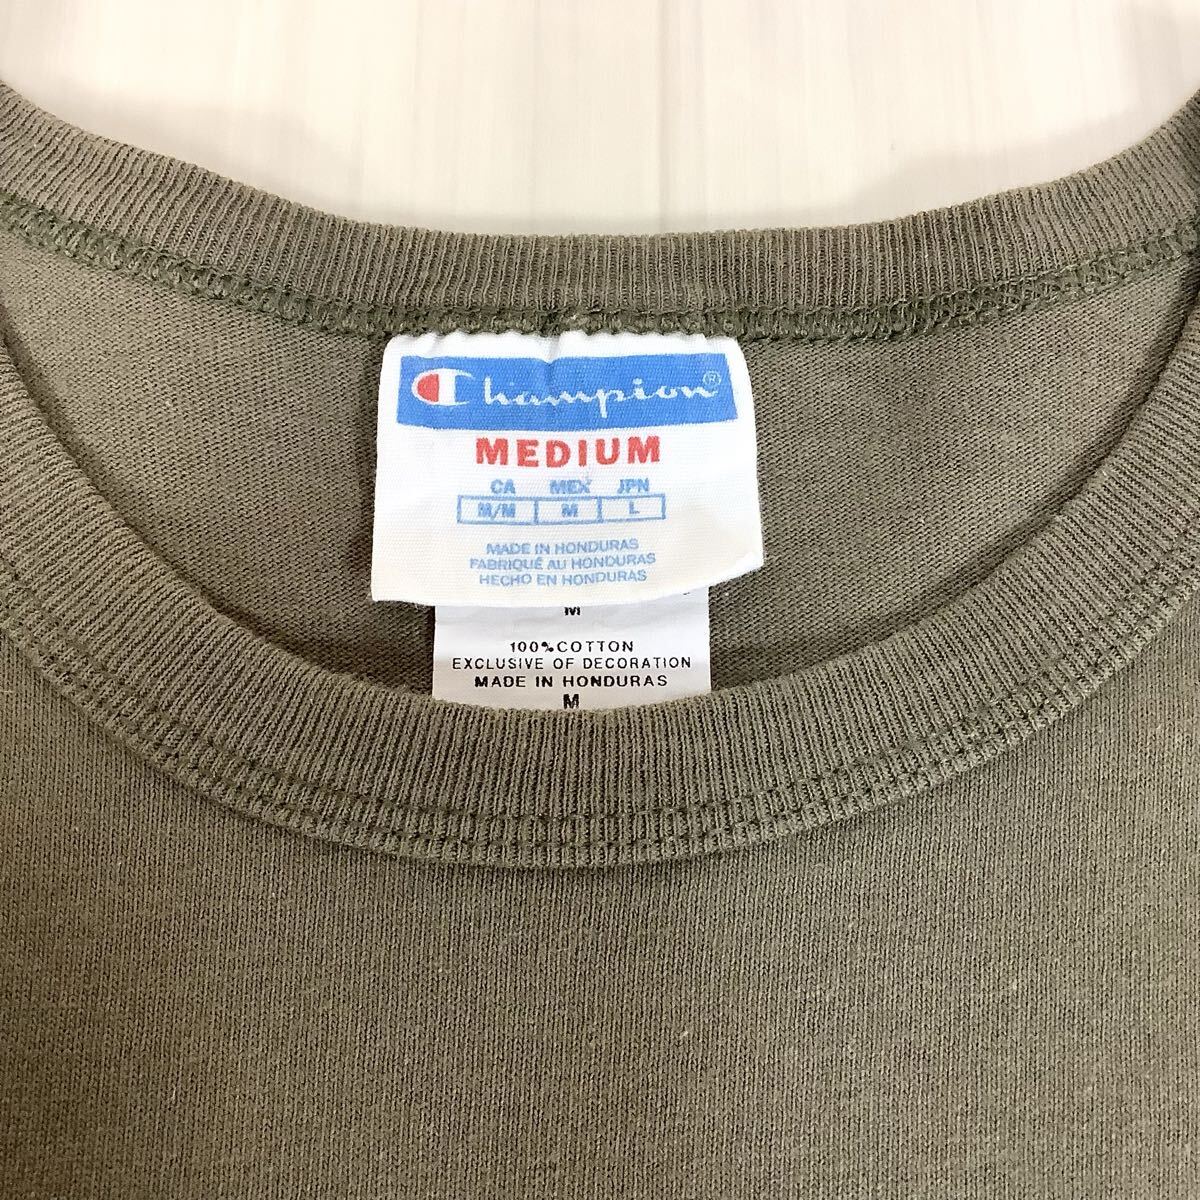 Champion®
MEDIUM
CA MEX JPN
M/M M L
MADE IN HONDURAS
FABRIQUÉ AU HONDURAS
HECHO EN HONDURAS
M
100%COTTON
EXCLUSIVE OF DECORATION
MADE IN HONDURAS
M